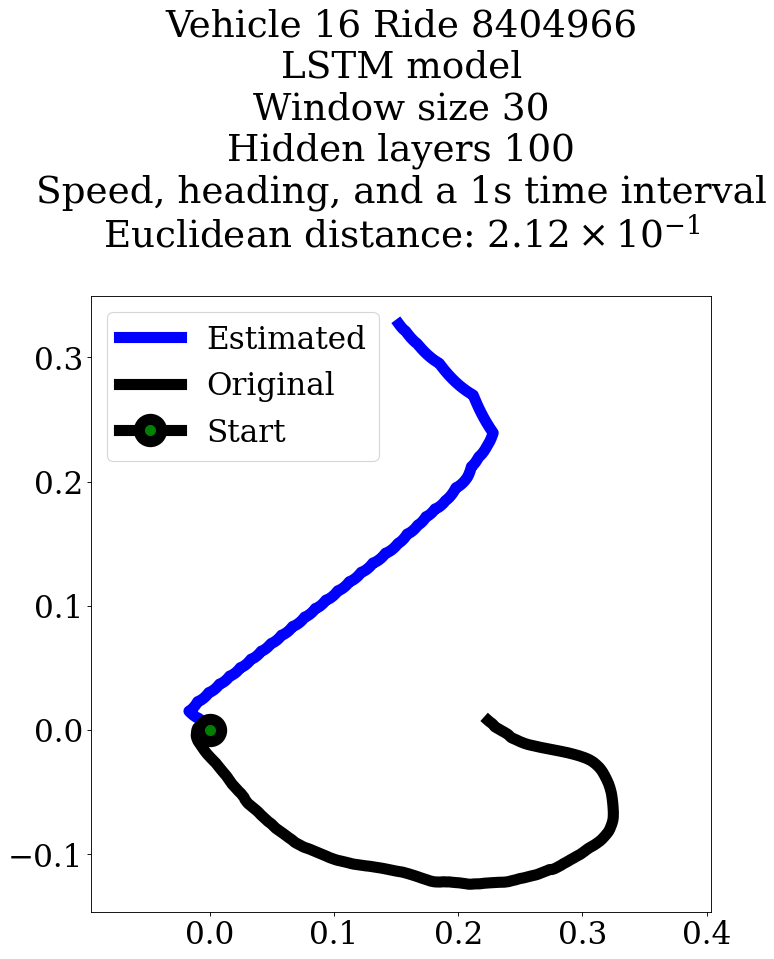 Vehicle 16 Ride 8404966
LSTM model
Window size 30
Hidden layers 100
Speed, heading, and a 1s time interval
Euclidean distance: 2.12 × 10⁻¹
Estimated
Original
Start
0.3
0.2
0.1
0.0
−0.1
0.0 0.1 0.2 0.3 0.4